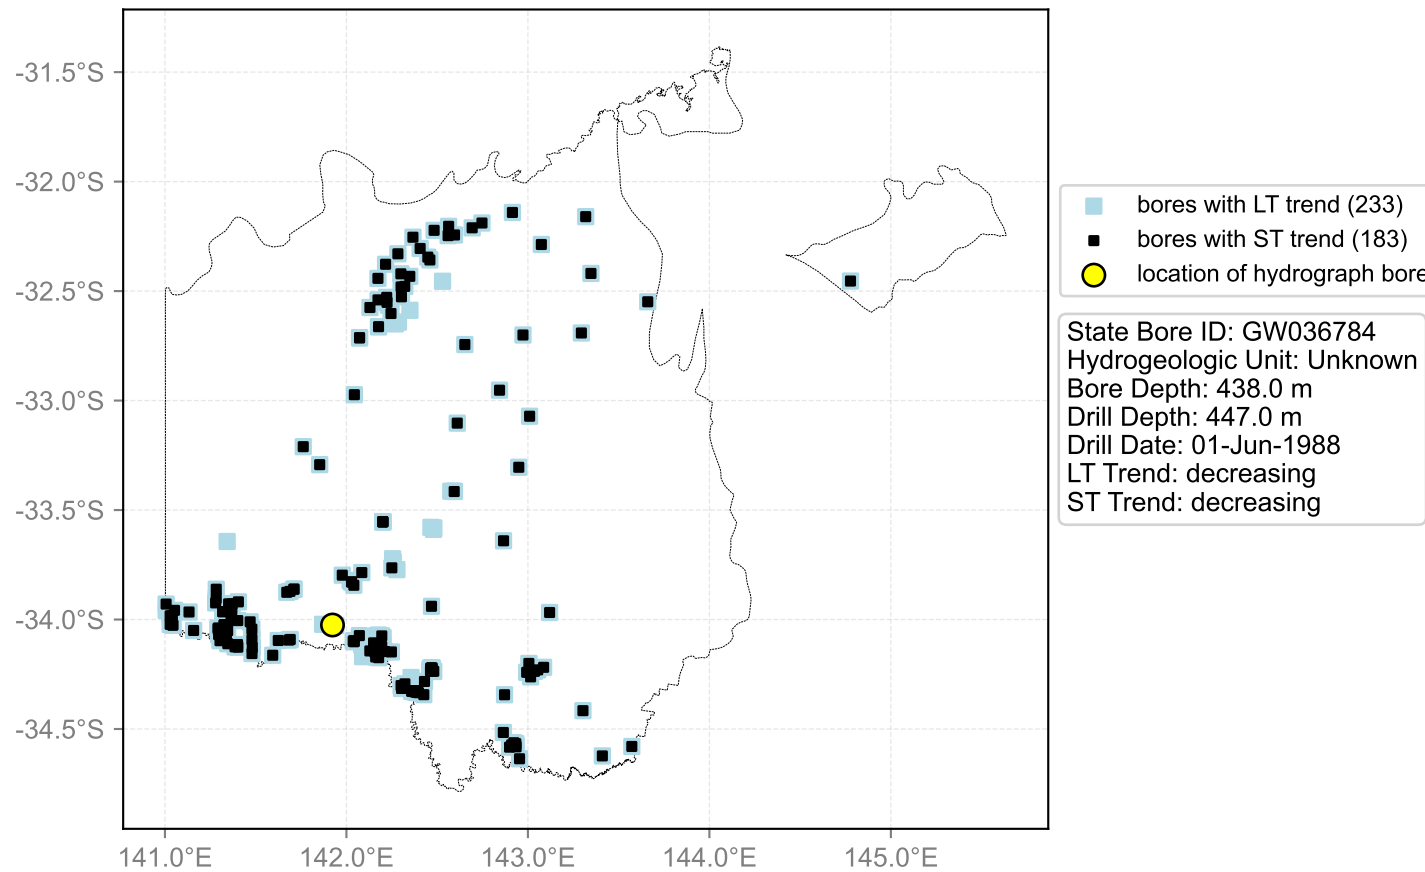 -31.5°S
-32.0°S
-32.5°S
-33.0°S
-33.5°S
-34.0°S
-34.5°S
141.0°E
142.0°E
143.0°E
144.0°E
145.0°E
bores with LT trend (233)
bores with ST trend (183)
location of hydrograph bore
State Bore ID: GW036784
Hydrogeologic Unit: Unknown
Bore Depth: 438.0 m
Drill Depth: 447.0 m
Drill Date: 01-Jun-1988
LT Trend: decreasing
ST Trend: decreasing